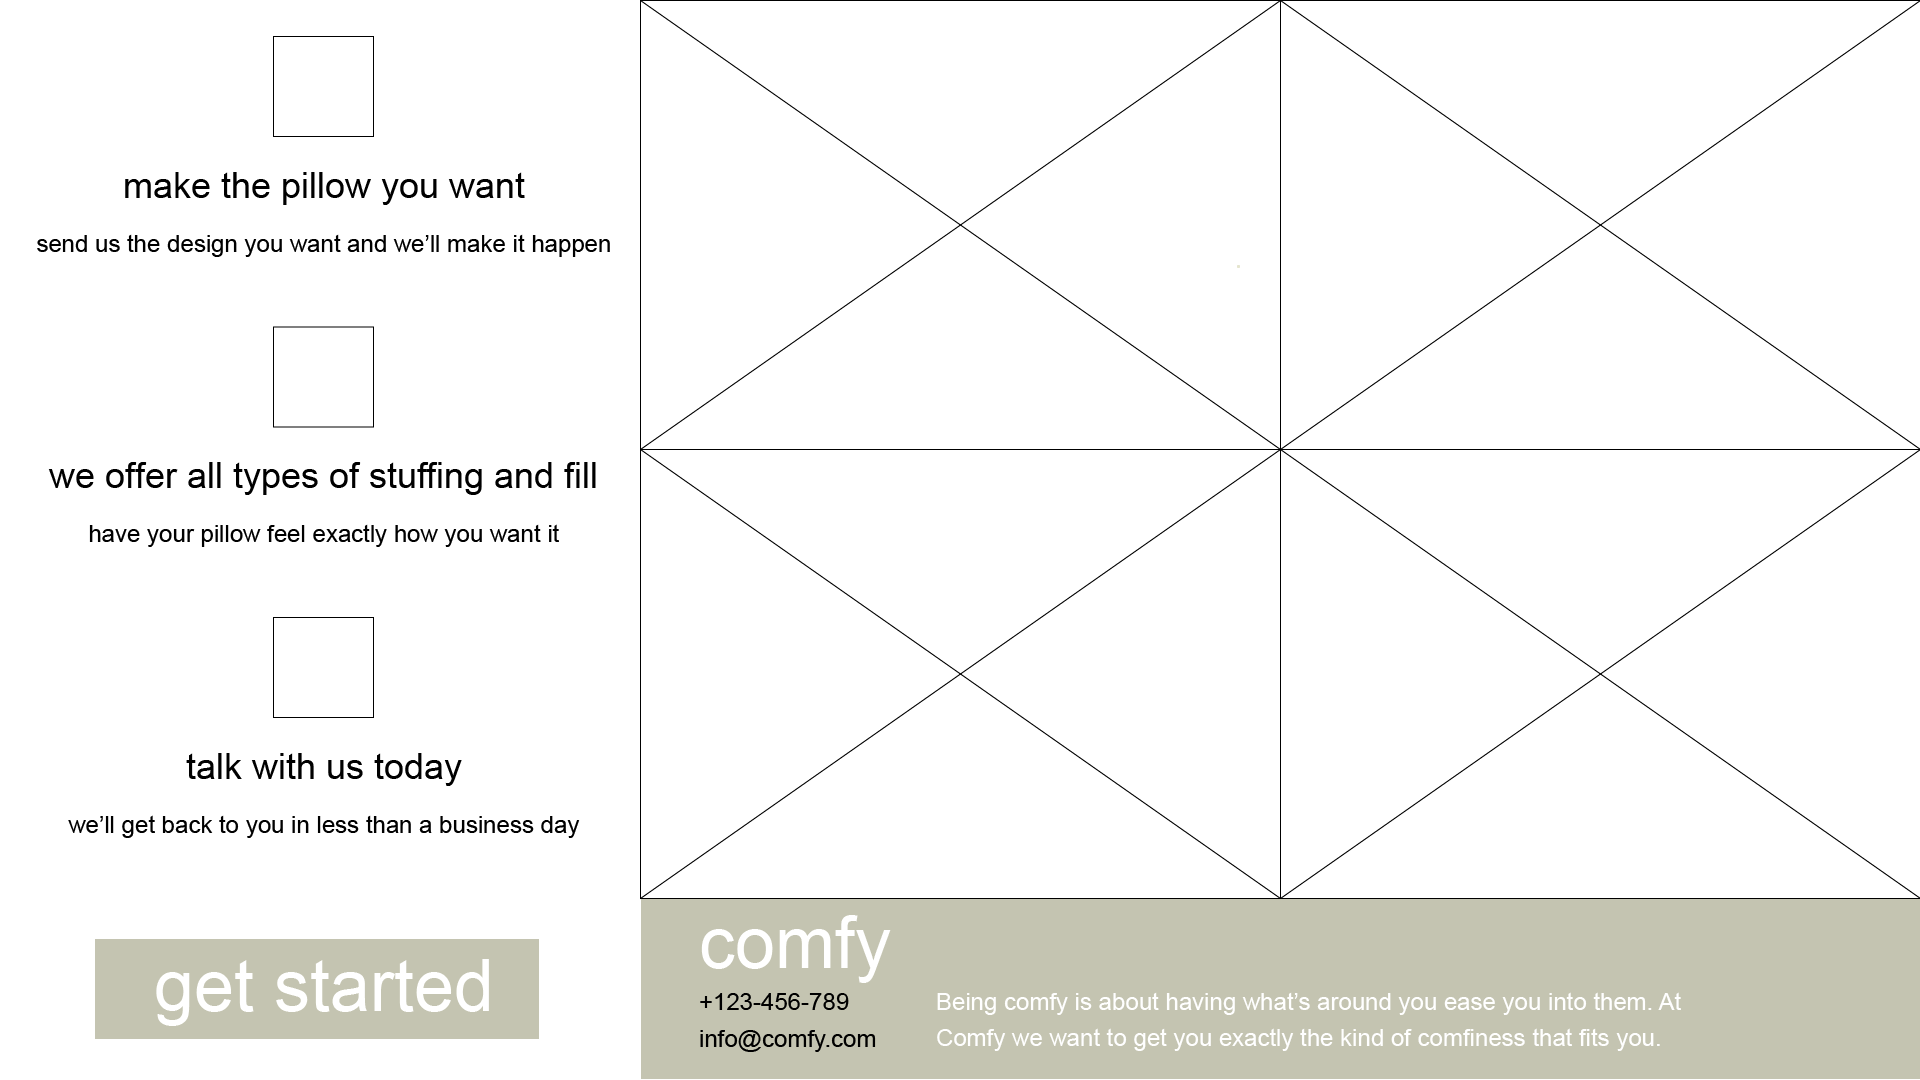 make the pillow you want
send us the design you want and we’ll make it happen
we offer all types of stuffing and fill
have your pillow feel exactly how you want it
talk with us today
we’ll get back to you in less than a business day
get started
comfy
+123-456-789
info@comfy.com
Being comfy is about having what’s around you ease you into them. At
Comfy we want to get you exactly the kind of comfiness that fits you.